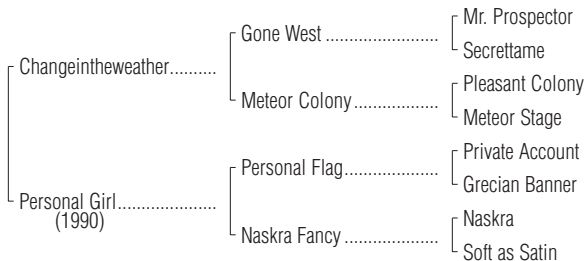 Mr. Prospector
Gone West ........................
Secrettame
Changeintheweather..........
Pleasant Colony
Meteor Colony ..................
Meteor Stage
Private Account
Personal Flag....................
Grecian Banner
Personal Girl.....................
(1990)
Naskra
Naskra Fancy ....................
Soft as Satin